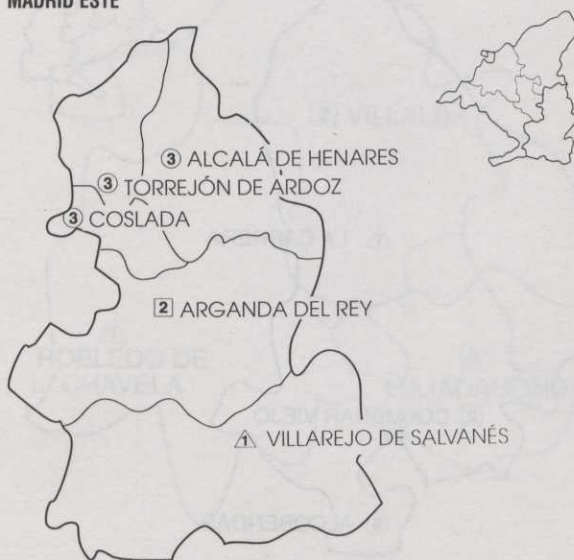 MADRID ESTE
3 ALCALÁ DE HENARES
3 TORREJÓN DE ARDOZ
3 COSLADA
2 ARGANDA DEL REY
1 VILLAREJO DE SALVANÉS